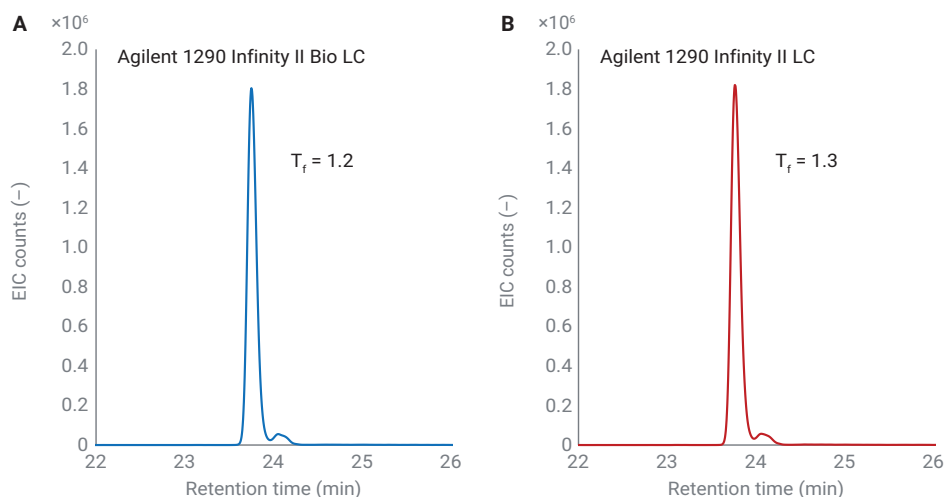 A
×10⁶
Agilent 1290 Infinity II Bio LC
2.0
1.8
1.6
1.4
1.2
1.0
0.8
0.6
0.4
0.2
0
EIC counts (–)
Tf = 1.2
22 23 24 25 26
Retention time (min)
B
×10⁶
Agilent 1290 Infinity II LC
2.0
1.8
1.6
1.4
1.2
1.0
0.8
0.6
0.4
0.2
0
EIC counts (–)
Tf = 1.3
22 23 24 25 26
Retention time (min)